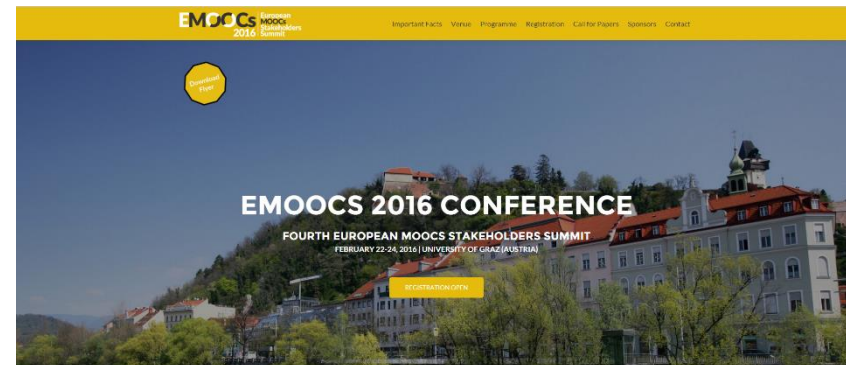 EMOOCs European
MOOCs
Stakeholders
2016 Summit
Important Facts Venue Programme Registration Call for Papers Sponsors Contact
Download
Flyer
EMOOCS 2016 CONFERENCE
FOURTH EUROPEAN MOOCS STAKEHOLDERS SUMMIT
FEBRUARY 22-24, 2016 | UNIVERSITY OF GRAZ (AUSTRIA)
REGISTRATION OPEN